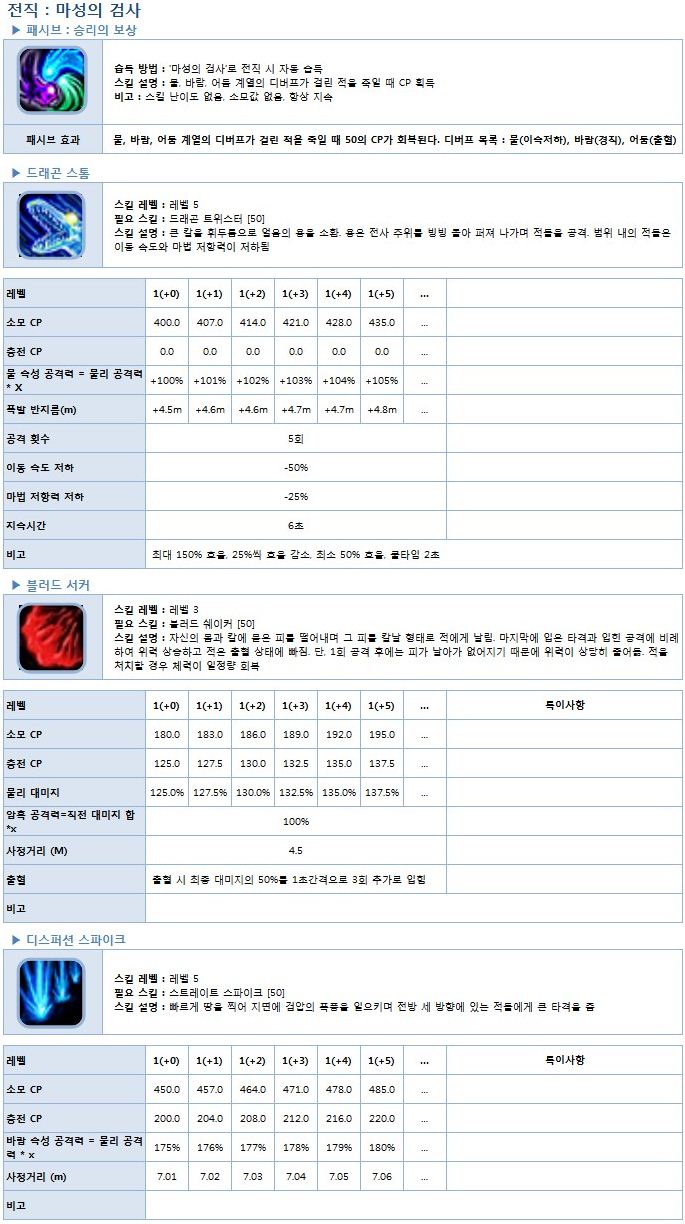 전직 : 마성의 검사
▶ 패시브 : 승리의 보상
습득 방법 : '마성의 검사'로 전직 시 자동 습득
스킬 설명 : 물, 바람, 어둠 계열의 디버프가 걸린 적을 죽일 때 CP 획득
비고 : 스킬 난이도 없음, 소모값 없음, 항상 지속
패시브 효과 물, 바람, 어둠 계열의 디버프가 걸린 적을 죽일 때 50의 CP가 회복된다. 디버프 목록 : 물(이속저하), 바람(경직), 어둠(출혈)
▶ 드래곤 스톰
스킬 레벨 : 레벨 5
필요 스킬 : 드래곤 트위스터 [50]
스킬 설명 : 큰 칼을 휘두름으로 얼음의 용을 소환. 용은 전사 주위를 빙빙 돌아 퍼져 나가며 적들을 공격. 범위 내의 적들은
이동 속도와 마법 저항력이 저하됨
레벨 1(+0) 1(+1) 1(+2) 1(+3) 1(+4) 1(+5) ...
소모 CP 400.0 407.0 414.0 421.0 428.0 435.0 ...
충전 CP 0.0 0.0 0.0 0.0 0.0 0.0 ...
물 속성 공격력 = 물리 공격력
* X +100% +101% +102% +103% +104% +105% ...
폭발 반지름(m) +4.5m +4.6m +4.6m +4.7m +4.7m +4.8m ...
공격 횟수 5회
이동 속도 저하 -50%
마법 저항력 저하 -25%
지속시간 6초
비고 최대 150% 효율, 25%씩 효율 감소, 최소 50% 효율, 쿨타임 2초
▶ 블러드 서커
스킬 레벨 : 레벨 3
필요 스킬 : 블러드 쉐이커 [50]
스킬 설명 : 자신의 몸과 칼에 묻은 피를 떨어내며 그 피를 칼날 형태로 적에게 날림. 마지막에 입은 타격과 입힌 공격에 비례
하여 위력 상승하고 적은 출혈 상태에 빠짐. 단, 1회 공격 후에는 피가 날아가 없어지기 때문에 위력이 상당히 줄어듦. 적을
처치할 경우 체력이 일정량 회복
레벨 1(+0) 1(+1) 1(+2) 1(+3) 1(+4) 1(+5) ... 특이사항
소모 CP 180.0 183.0 186.0 189.0 192.0 195.0 ...
충전 CP 125.0 127.5 130.0 132.5 135.0 137.5 ...
물리 대미지 125.0% 127.5% 130.0% 132.5% 135.0% 137.5% ...
암흑 공격력=직전 대미지 합
*x 100%
사정거리 (M) 4.5
출혈 출혈 시 최종 대미지의 50%를 1초간격으로 3회 추가로 입힘
비고
▶ 디스퍼션 스파이크
스킬 레벨 : 레벨 5
필요 스킬 : 스트레이트 스파이크 [50]
스킬 설명 : 빠르게 땅을 찍어 지면에 검압의 폭풍을 일으키며 전방 세 방향에 있는 적들에게 큰 타격을 줌
레벨 1(+0) 1(+1) 1(+2) 1(+3) 1(+4) 1(+5) ... 특이사항
소모 CP 450.0 457.0 464.0 471.0 478.0 485.0 ...
충전 CP 200.0 204.0 208.0 212.0 216.0 220.0 ...
바람 속성 공격력 = 물리 공격
력 * x 175% 176% 177% 178% 179% 180% ...
사정거리 (m) 7.01 7.02 7.03 7.04 7.05 7.06 ...
비고